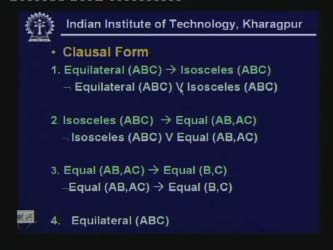 Indian Institute of Technology, Kharagpur
• Clausal Form
1. Equilateral (ABC) → Isosceles (ABC)
¬ Equilateral (ABC) V Isosceles (ABC)
2. Isosceles (ABC) → Equal (AB,AC)
¬ Isosceles (ABC) V Equal (AB,AC)
3. Equal (AB,AC) → Equal (B,C)
¬Equal (AB,AC) → Equal (B,C)
4. Equilateral (ABC)